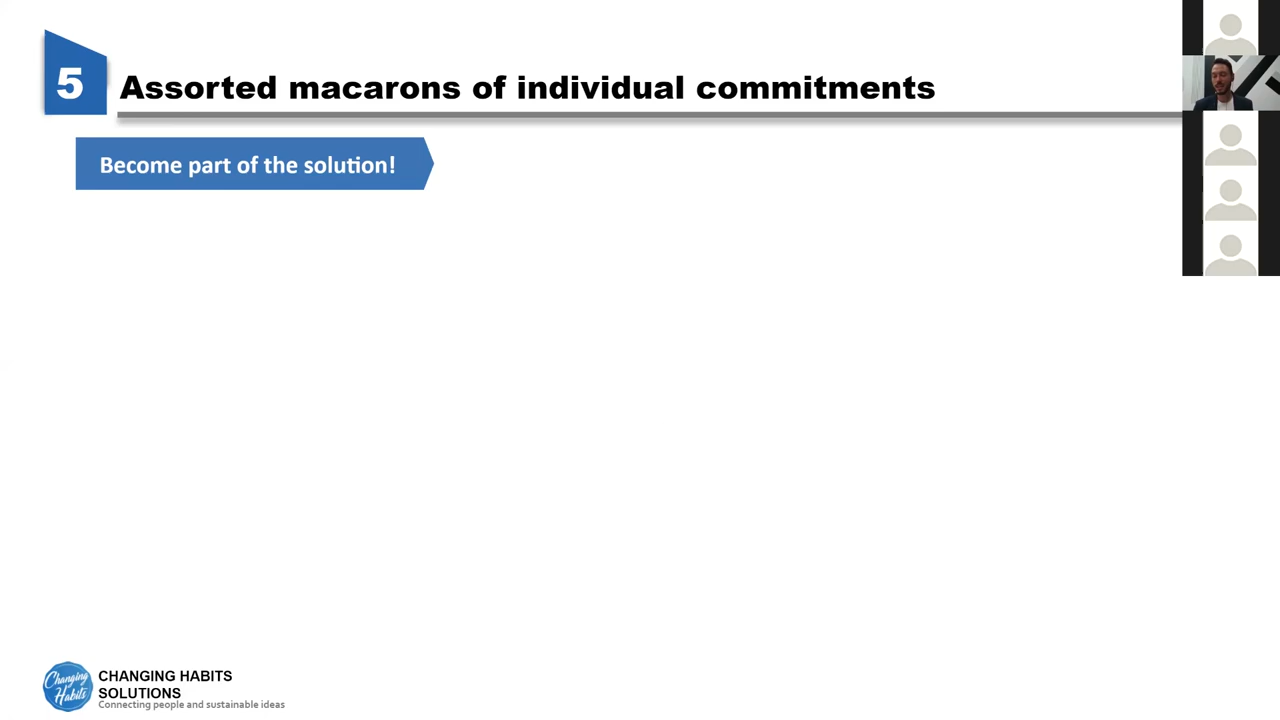 5
Assorted macarons of individual commitments
Become part of the solution!
Changing
Habits
CHANGING HABITS
SOLUTIONS
Connecting people and sustainable ideas